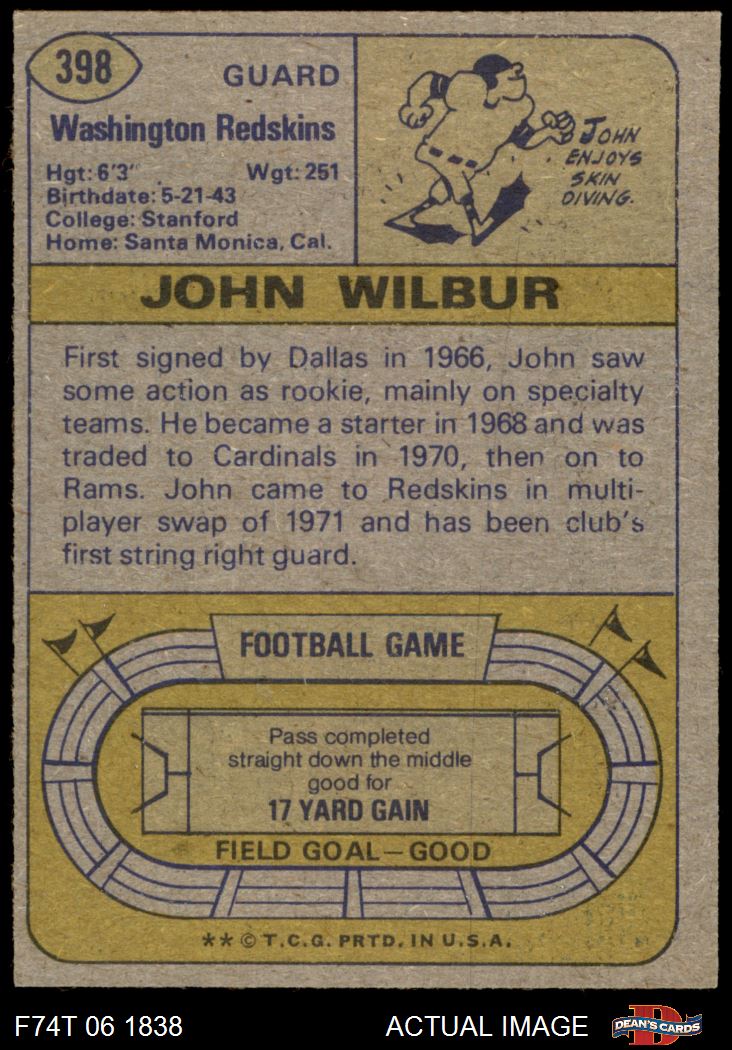 398
GUARD
Washington Redskins
Hgt: 6'3" Wgt: 251
Birthdate: 5-21-43
College: Stanford
Home: Santa Monica, Cal.
JOHN
ENJOYS
SKIN
DIVING.
JOHN WILBUR
First signed by Dallas in 1966, John saw
some action as rookie, mainly on specialty
teams. He became a starter in 1968 and was
traded to Cardinals in 1970, then on to
Rams. John came to Redskins in multi-
player swap of 1971 and has been club's
first string right guard.
FOOTBALL GAME
Pass completed
straight down the middle
good for
17 YARD GAIN
FIELD GOAL—GOOD
** © T.C.G. PRTD. IN U.S.A.
F74T 06 1838 ACTUAL IMAGE
D
DEAN'S CARDS